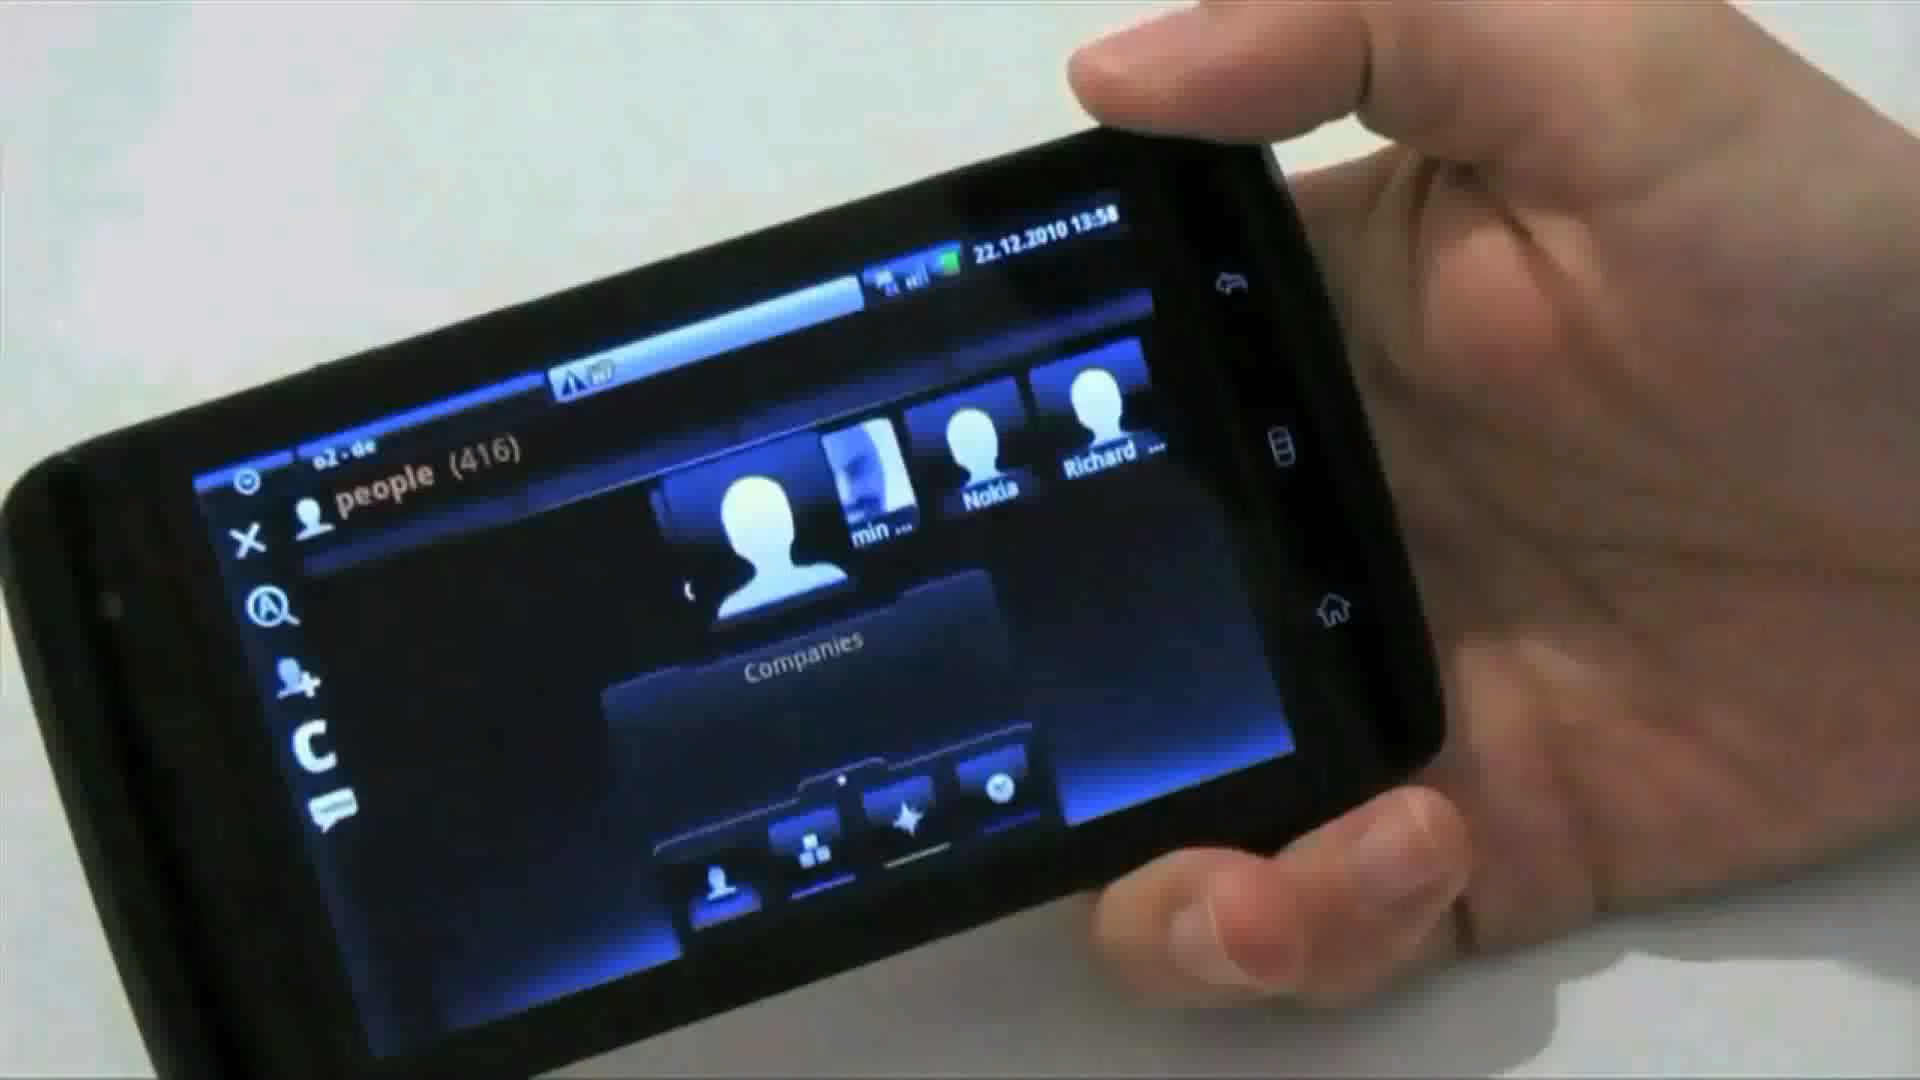 22.12.2010 13:58
o2 - de
people (416)
min ...
Nokia
Richard ...
Companies
C